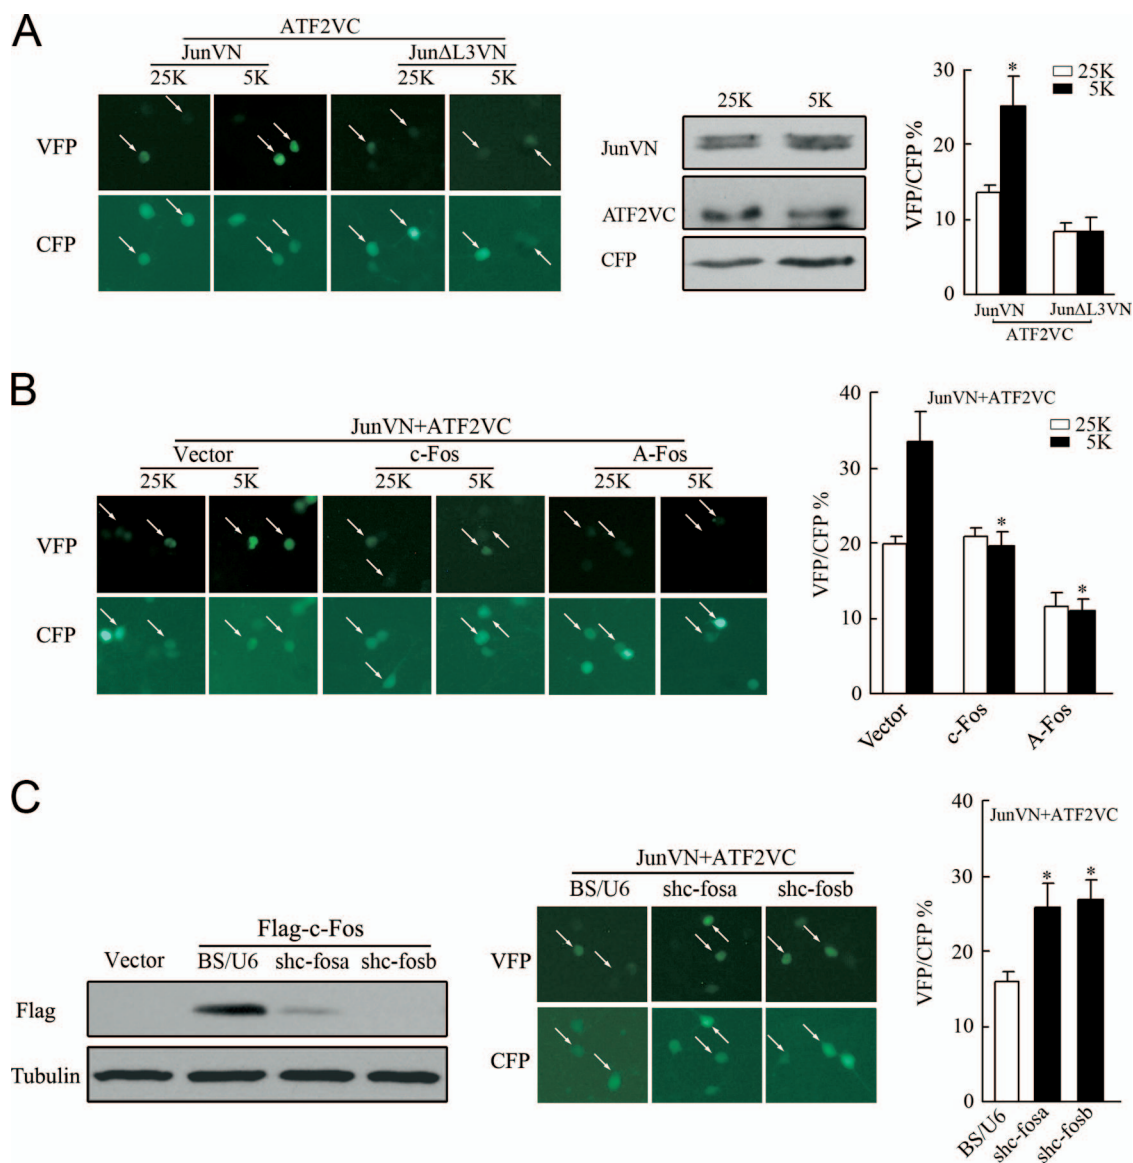 A
ATF2VC
JunVN JunΔL3VN
25K 5K 25K 5K
VFP
CFP
25K 5K
JunVN
ATF2VC
CFP
VFP/CFP %
30
20
10
0
*
25K
5K
JunVN JunΔL3VN
ATF2VC
B
JunVN+ATF2VC
Vector c-Fos A-Fos
25K 5K 25K 5K 25K 5K
VFP
CFP
VFP/CFP %
40
30
20
10
0
JunVN+ATF2VC
25K
5K
*
*
Vector c-Fos A-Fos
C
Flag-c-Fos
Vector BS/U6 shc-fosa shc-fosb
Flag
Tubulin
JunVN+ATF2VC
BS/U6 shc-fosa shc-fosb
VFP
CFP
VFP/CFP %
40
30
20
10
0
JunVN+ATF2VC
* *
BS/U6 shc-fosa shc-fosb